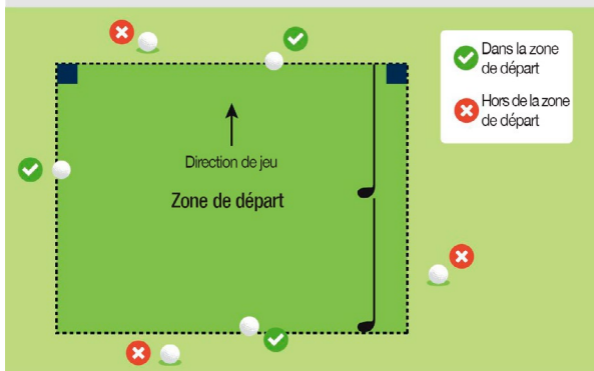 Dans la zone
de départ
Hors de la zone
de départ
Direction de jeu
Zone de départ